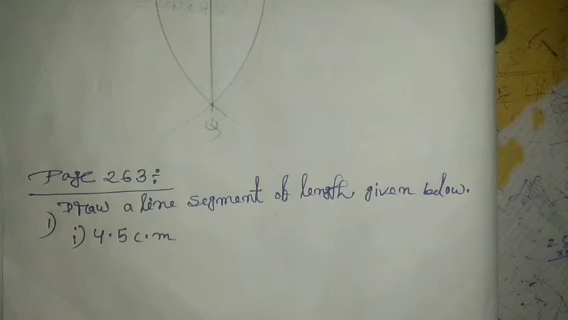 Q
Page 263:
1) Draw a line segment of length given below.
i) 4.5 c.m